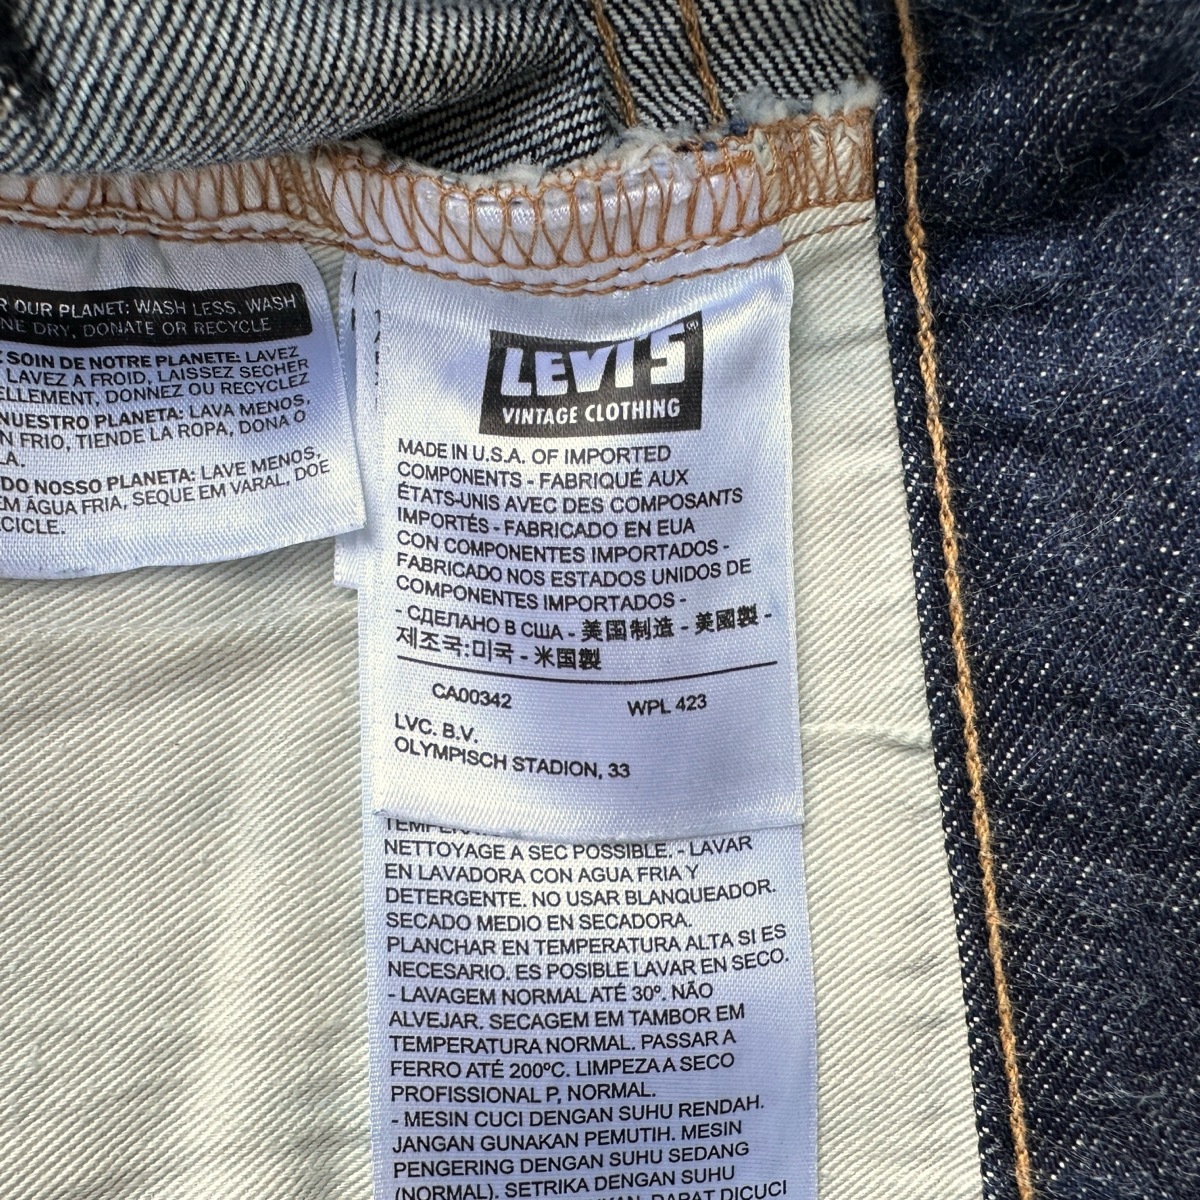 R OUR PLANET: WASH LESS, WASH
NE DRY, DONATE OR RECYCLE
SOIN DE NOTRE PLANETE: LAVEZ
LAVEZ A FROID, LAISSEZ SECHER
ELLEMENT, DONNEZ OU RECYCLEZ
NUESTRO PLANETA: LAVA MENOS,
N FRIO, TIENDE LA ROPA, DONA O
LA.
DO NOSSO PLANETA: LAVE MENOS,
EM ÁGUA FRIA, SEQUE EM VARAL, DOE
CICLE.
LEVI'S®
VINTAGE CLOTHING
MADE IN U.S.A. OF IMPORTED
COMPONENTS - FABRIQUÉ AUX
ÉTATS-UNIS AVEC DES COMPOSANTS
IMPORTÉS - FABRICADO EN EUA
CON COMPONENTES IMPORTADOS -
FABRICADO NOS ESTADOS UNIDOS DE
COMPONENTES IMPORTADOS -
- СДЕЛАНО В США - 美国制造 - 美國製 -
제조국:미국 - 米国製
CA00342 WPL 423
LVC. B.V.
OLYMPISCH STADION, 33
NETTOYAGE A SEC POSSIBLE. - LAVAR
EN LAVADORA CON AGUA FRIA Y
DETERGENTE. NO USAR BLANQUEADOR.
SECADO MEDIO EN SECADORA.
PLANCHAR EN TEMPERATURA ALTA SI ES
NECESARIO. ES POSIBLE LAVAR EN SECO.
- LAVAGEM NORMAL ATÉ 30º. NÃO
ALVEJAR. SECAGEM EM TAMBOR EM
TEMPERATURA NORMAL. PASSAR A
FERRO ATÉ 200ºC. LIMPEZA A SECO
PROFISSIONAL P, NORMAL.
- MESIN CUCI DENGAN SUHU RENDAH.
JANGAN GUNAKAN PEMUTIH. MESIN
PENGERING DENGAN SUHU SEDANG
(NORMAL). SETRIKA DENGAN SUHU
DAPAT DICUCI